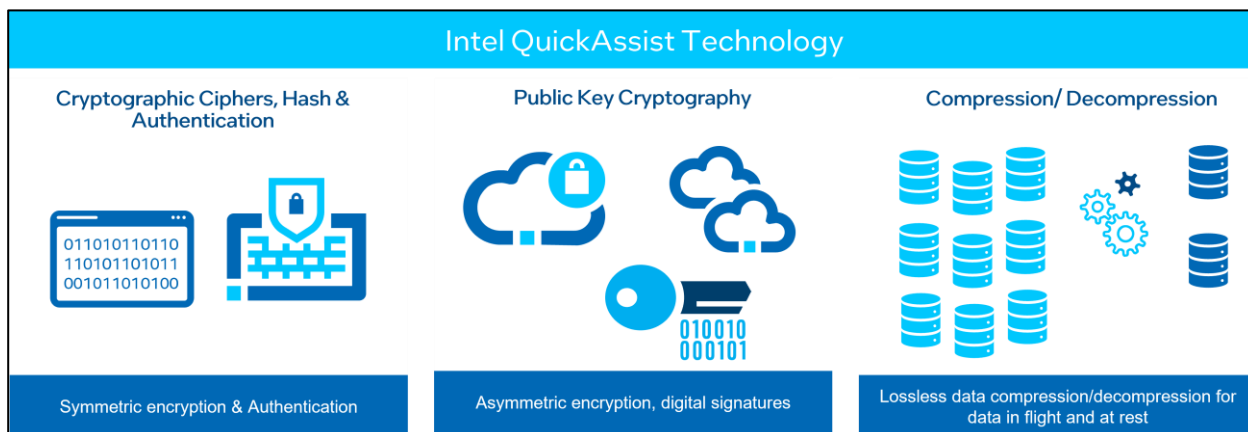 Intel QuickAssist Technology
Cryptographic Ciphers, Hash &
Authentication
011010110110
110101101011
001011010100
Symmetric encryption & Authentication
Public Key Cryptography
010010
000101
Asymmetric encryption, digital signatures
Compression/ Decompression
Lossless data compression/decompression for
data in flight and at rest